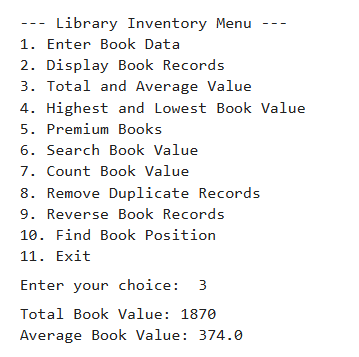 --- Library Inventory Menu ---
1. Enter Book Data
2. Display Book Records
3. Total and Average Value
4. Highest and Lowest Book Value
5. Premium Books
6. Search Book Value
7. Count Book Value
8. Remove Duplicate Records
9. Reverse Book Records
10. Find Book Position
11. Exit
Enter your choice:  3
Total Book Value: 1870
Average Book Value: 374.0